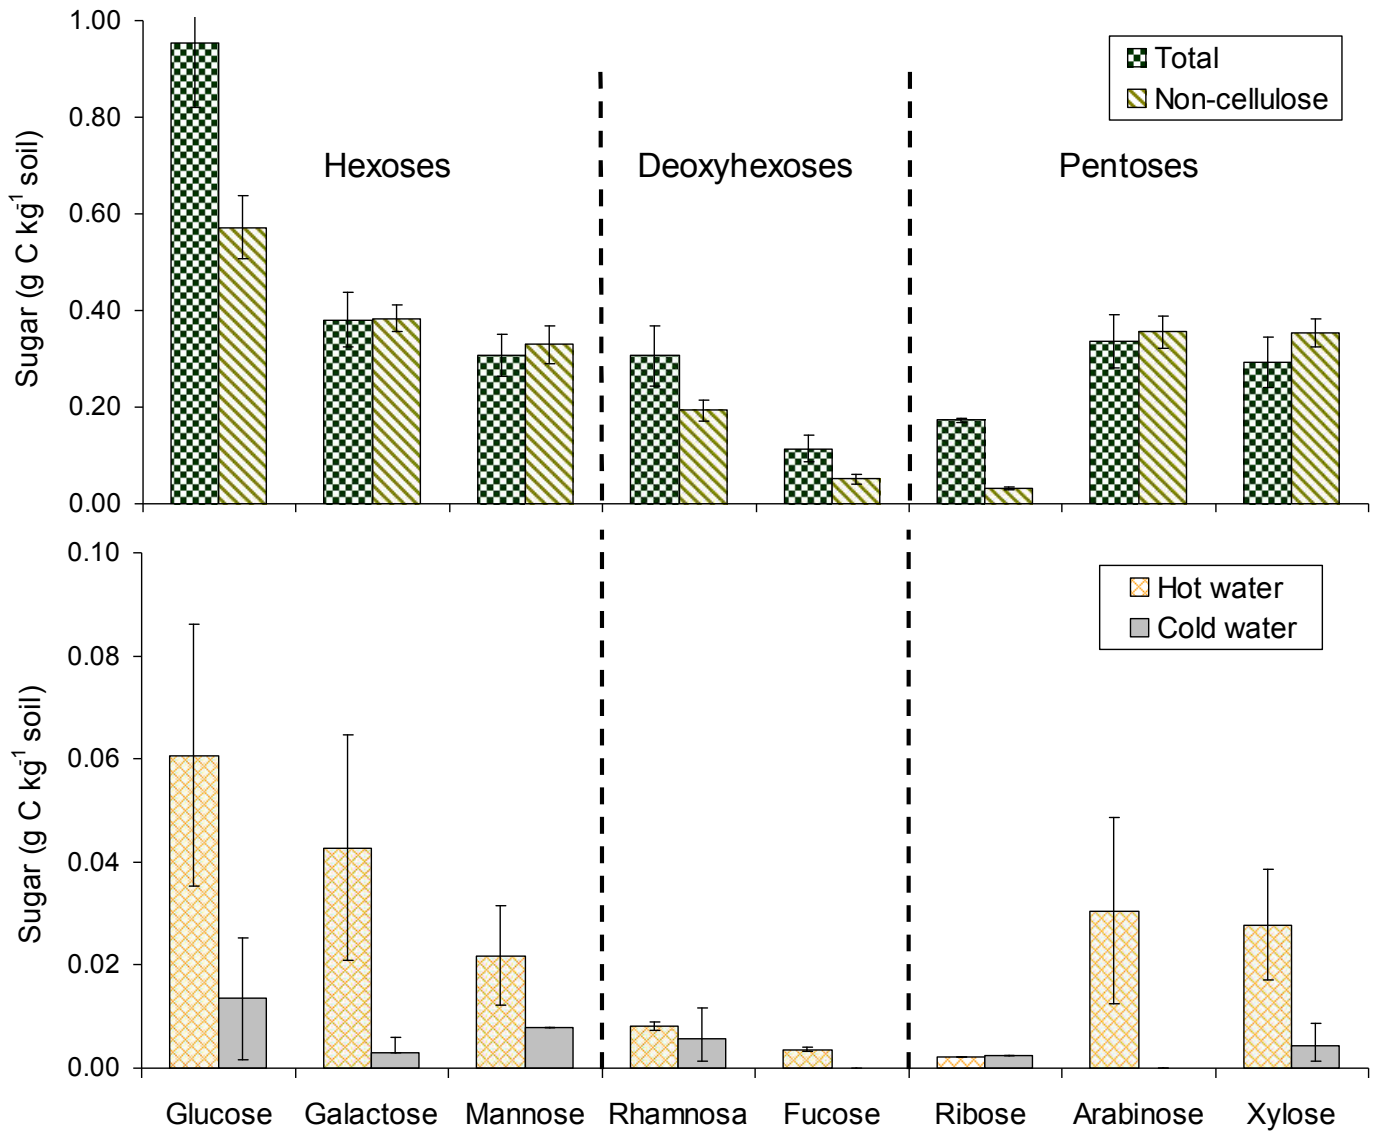 1.00
0.80
0.60
0.40
0.20
0.00
Sugar (g C kg-1 soil)
Total
Non-cellulose
Hexoses
Deoxyhexoses
Pentoses
0.10
0.08
0.06
0.04
0.02
0.00
Sugar (g C kg-1 soil)
Hot water
Cold water
Glucose Galactose Mannose Rhamnosa Fucose Ribose Arabinose Xylose